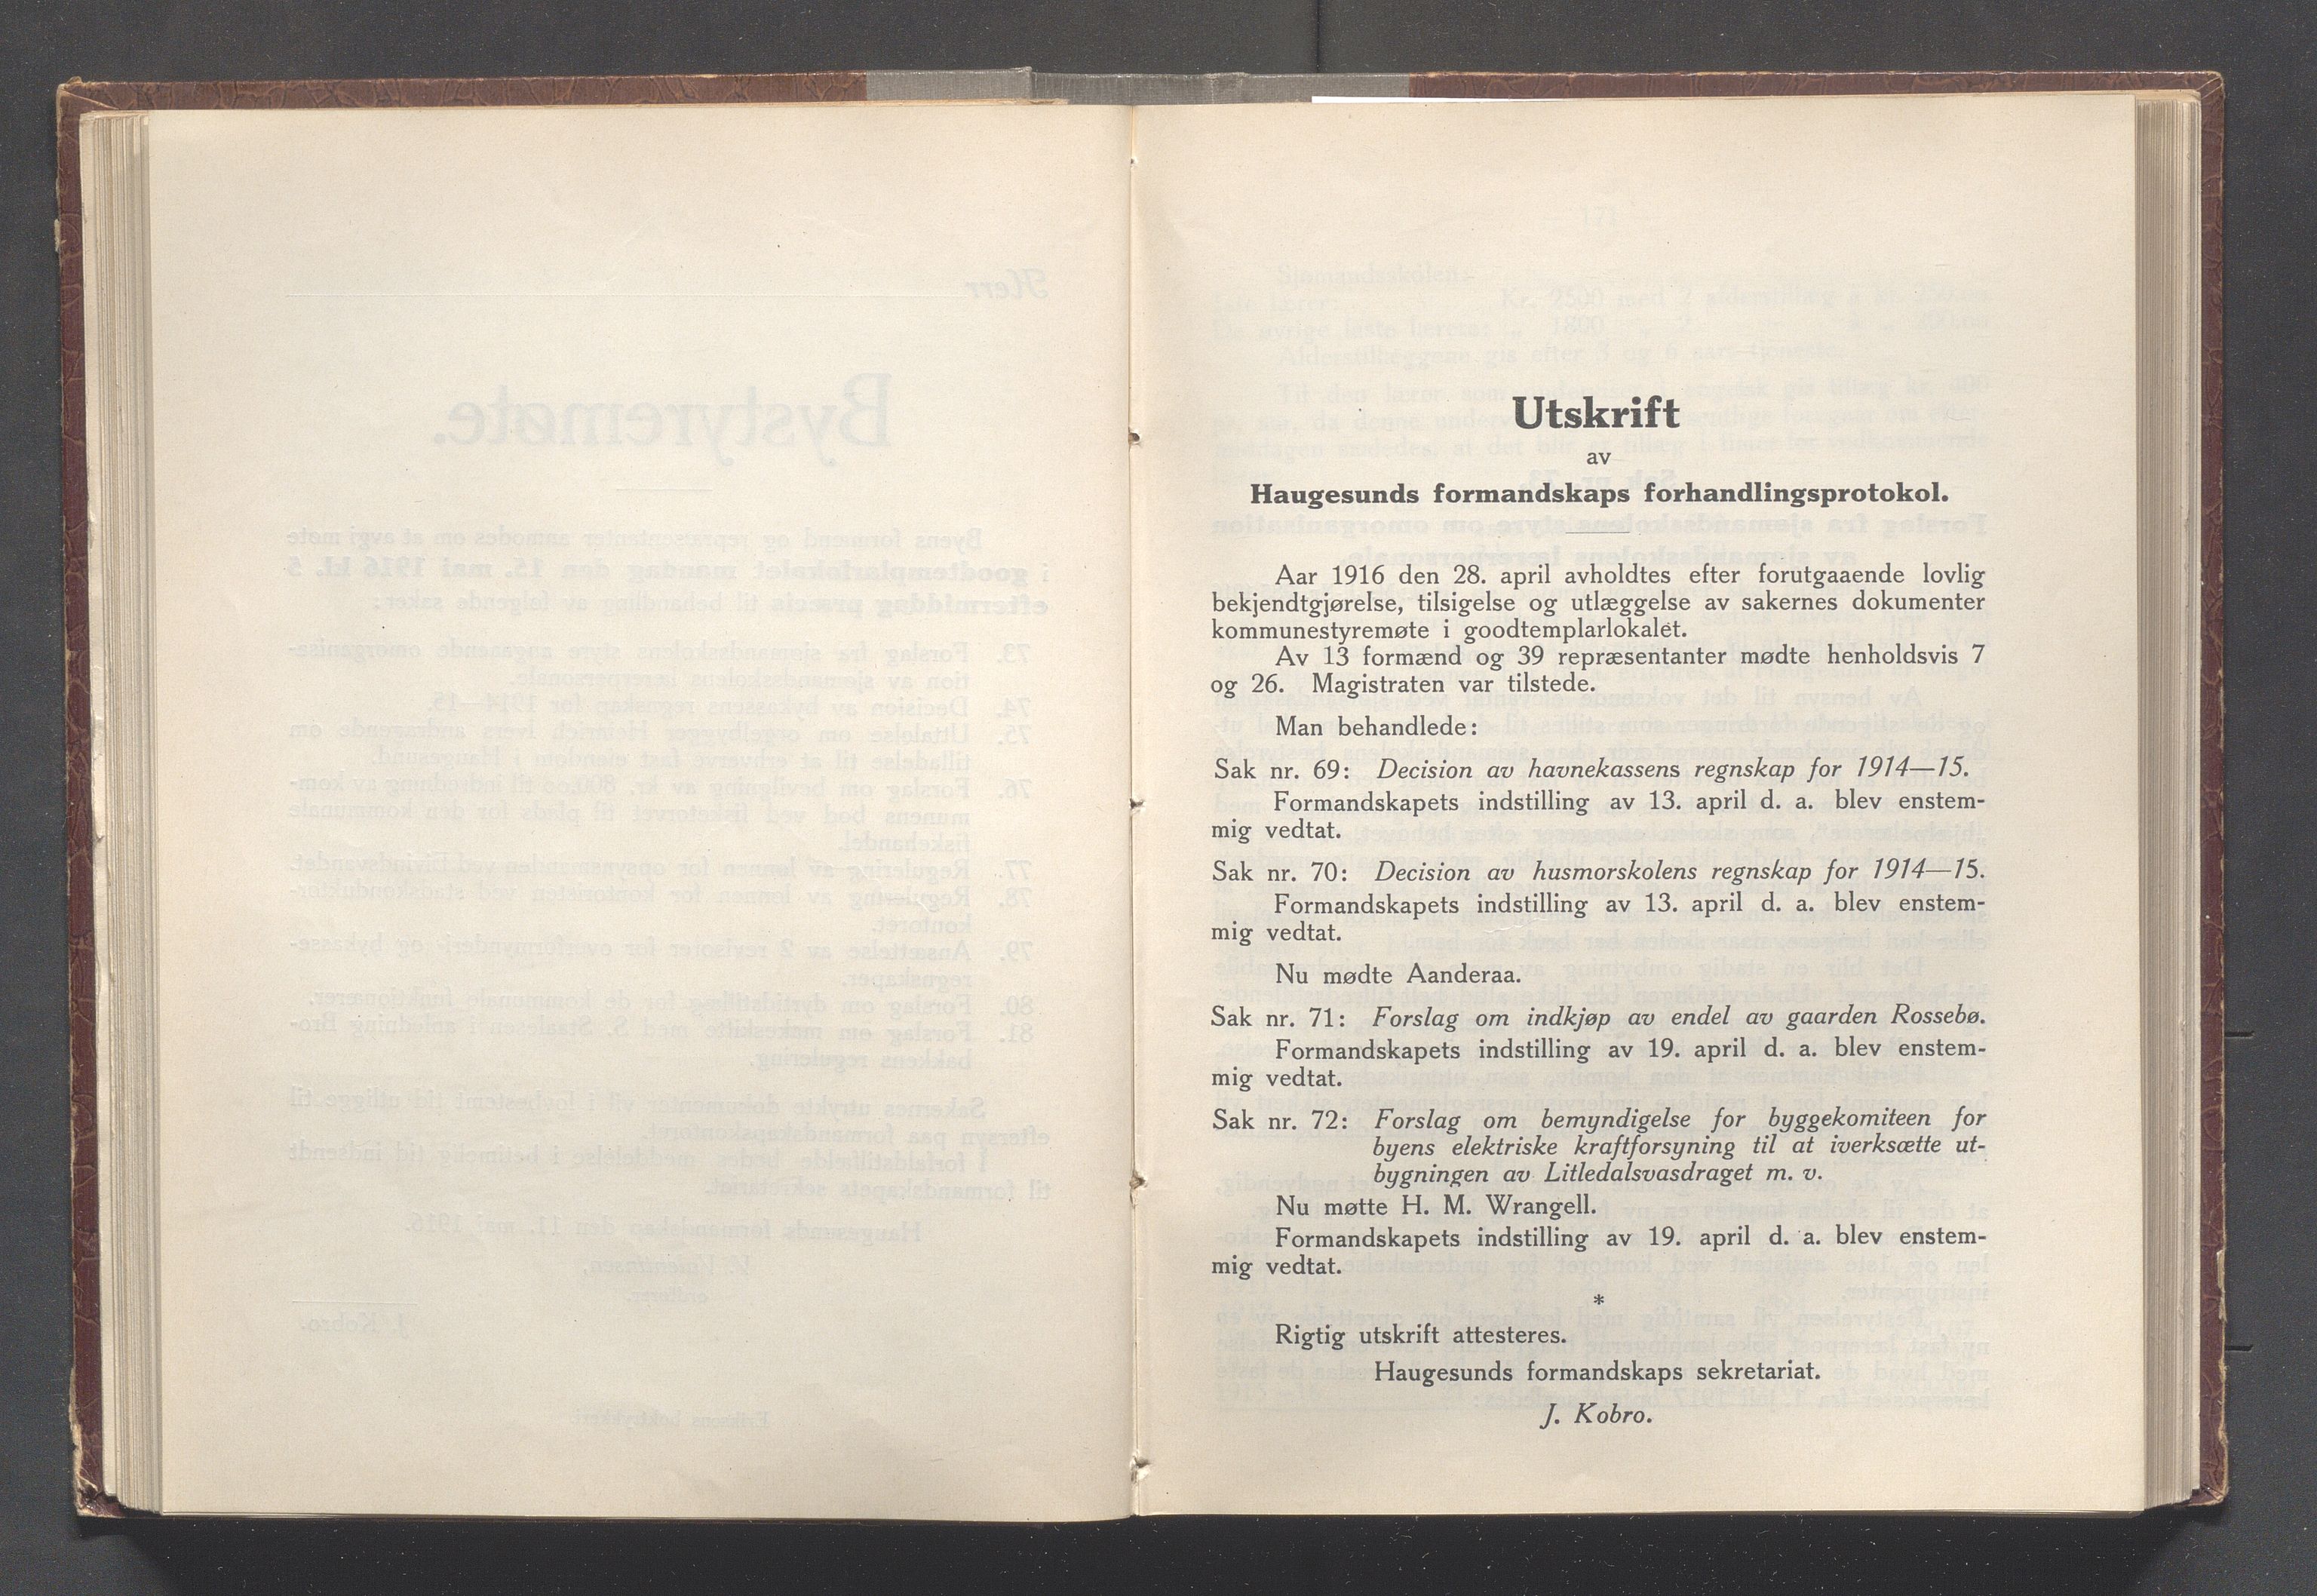 Utskrift
av
Haugesunds formandskaps forhandlingsprotokol.
Aar 1916 den 28. april avholdtes efter forutgaaende lovlig
bekjendtgjørelse, tilsigelse og utlæggelse av sakernes dokumenter
kommunestyremøte i goodtemplarlokalet.
Av 13 formænd og 39 repræsentanter mødte henholdsvis 7
og 26. Magistraten var tilstede.
Man behandlede:
Sak nr. 69: Decision av havnekassens regnskap for 1914—15.
Formandskapets indstilling av 13. april d. a. blev enstem-
mig vedtat.
Sak nr. 70: Decision av husmorskolens regnskap for 1914—15.
Formandskapets indstilling av 13. april d. a. blev enstem-
mig vedtat.
Nu mødte Aanderaa.
Sak nr. 71: Forslag om indkjøp av endel av gaarden Rossebø.
Formandskapets indstilling av 19. april d. a. blev enstem-
mig vedtat.
Sak nr. 72: Forslag om bemyndigelse for byggekomiteen for
byens elektriske kraftforsyning til at iverksætte ut-
bygningen av Litledalsvasdraget m. v.
Nu møtte H. M. Wrangell.
Formandskapets indstilling av 19. april d. a. blev enstem-
mig vedtat.
*
Rigtig utskrift attesteres.
Haugesunds formandskaps sekretariat.
J. Kobro.